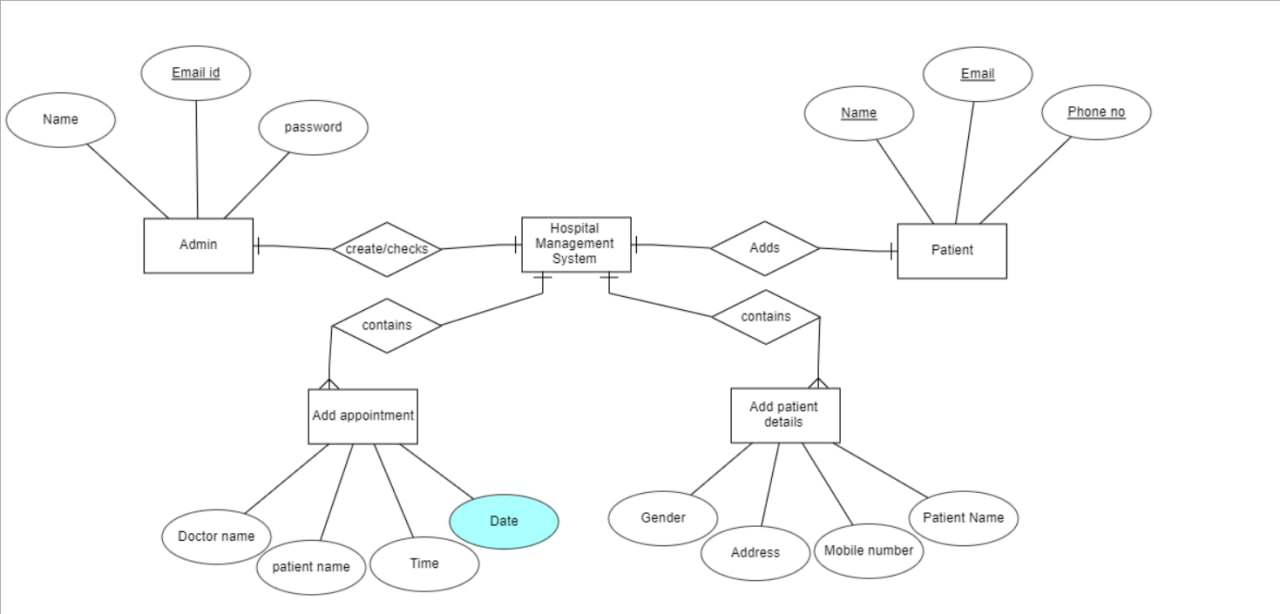 Email id
Name
password
Email
Name
Phone no
Admin
create/checks
Hospital
Management
System
Adds
Patient
contains
contains
Add appointment
Add patient
details
Doctor name
patient name
Time
Date
Gender
Address
Mobile number
Patient Name